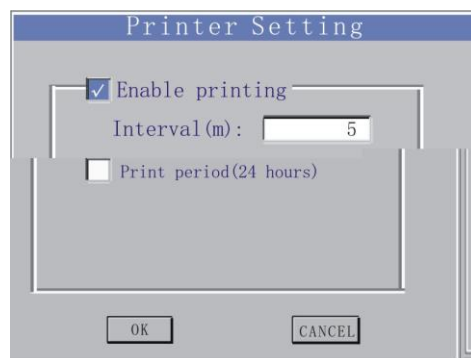 Printer Setting
Enable printing
Interval(m): 5
Print period(24 hours)
OK CANCEL